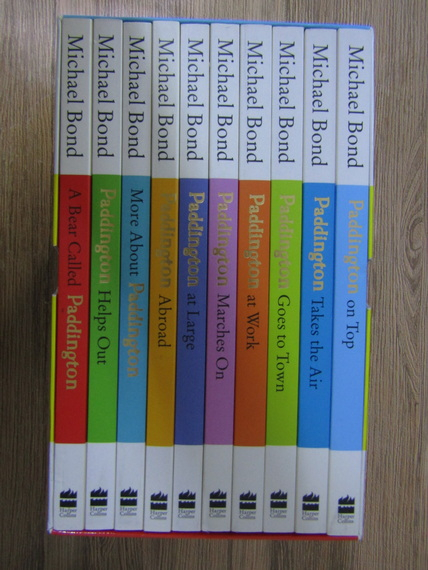 Michael Bond
A Bear Called Paddington
Harper
Collins
Michael Bond
Paddington Helps Out
Harper
Collins
Michael Bond
More About Paddington
Harper
Collins
Michael Bond
Paddington Abroad
Harper
Collins
Michael Bond
Paddington at Large
Harper
Collins
Michael Bond
Paddington Marches On
Harper
Collins
Michael Bond
Paddington at Work
Harper
Collins
Michael Bond
Paddington Goes to Town
Harper
Collins
Michael Bond
Paddington Takes the Air
Harper
Collins
Michael Bond
Paddington on Top
Harper
Collins